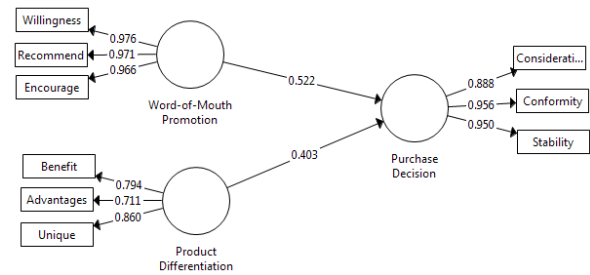 Willingness
Recommend
Encourage
0.976
0.971
0.966
Word-of-Mouth
Promotion
0.522
Benefit
Advantages
Unique
0.794
0.711
0.860
Product
Differentiation
0.403
Purchase
Decision
0.888
0.956
0.950
Considerati...
Conformity
Stability